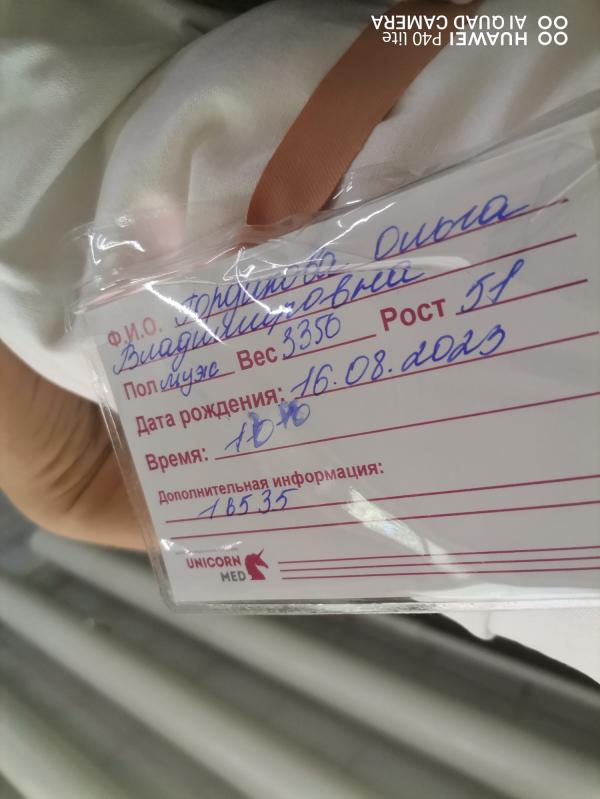 HUAWEI P40 lite
AI QUAD CAMERA
Ф.И.О. Ольга
Владимировна
Пол муж Вес 3350 Рост 51
Дата рождения: 16.08.2023
Время:
Дополнительная информация:
18535
UNICORN
MED